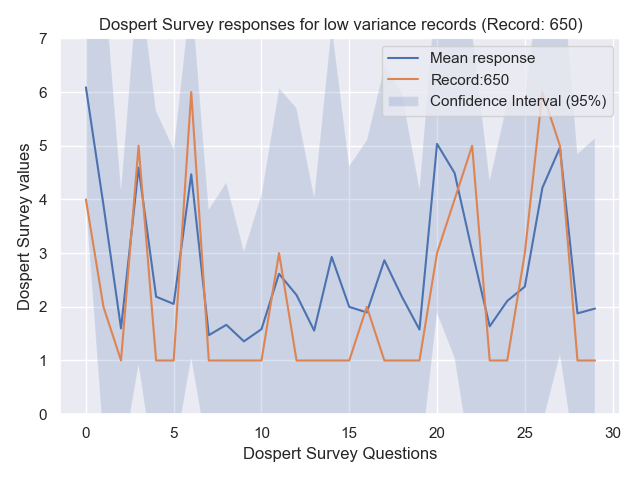 Dospert Survey responses for low variance records (Record: 650)
7
6
5
4
3
2
1
0
Dospert Survey values
Mean response
Record:650
Confidence Interval (95%)
0 5 10 15 20 25 30
Dospert Survey Questions